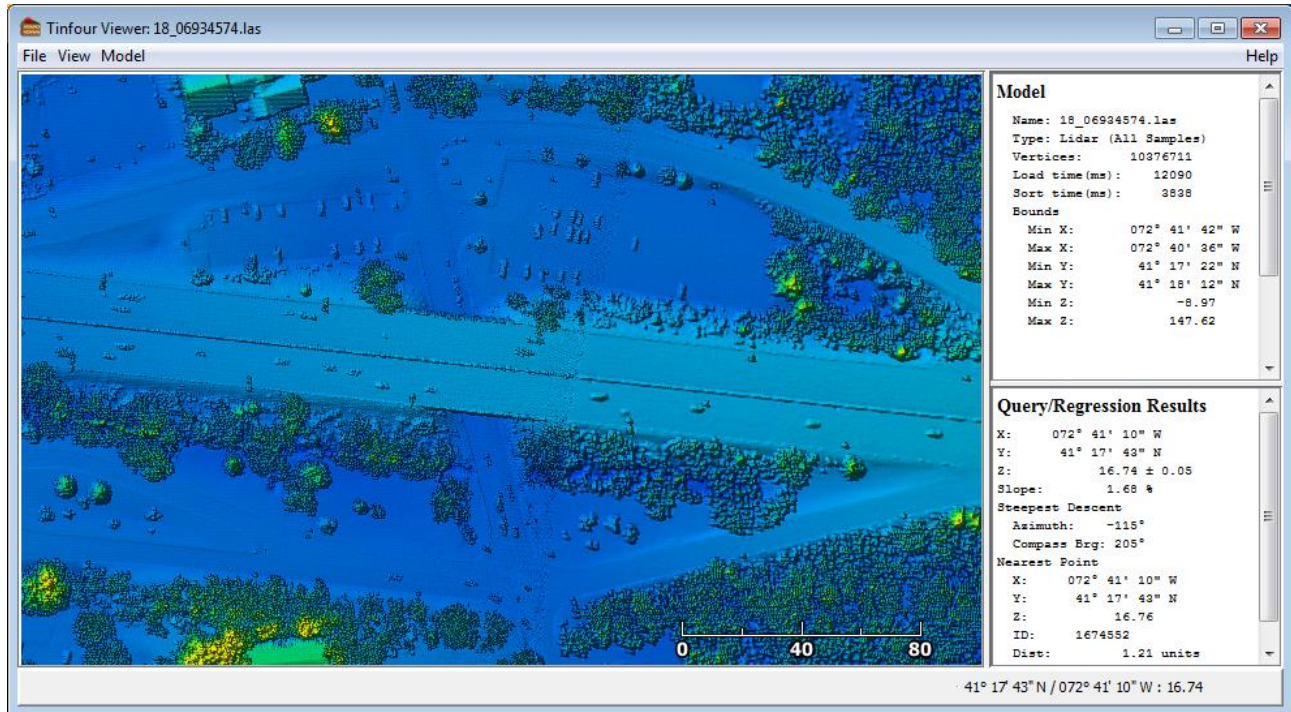 Tinfour Viewer: 18_06934574.las
File View Model Help
Model
Name: 18_06934574.las
Type: Lidar (All Samples)
Vertices: 10376711
Load time(ms): 12090
Sort time(ms): 3838
Bounds
Min X: 072° 41' 42" W
Max X: 072° 40' 36" W
Min Y: 41° 17' 22" N
Max Y: 41° 18' 12" N
Min Z: -8.97
Max Z: 147.62
Query/Regression Results
X: 072° 41' 10" W
Y: 41° 17' 43" N
Z: 16.74 ± 0.05
Slope: 1.68 %
Steepest Descent
Azimuth: -115°
Compass Brg: 205°
Nearest Point
X: 072° 41' 10" W
Y: 41° 17' 43" N
Z: 16.76
ID: 1674552
Dist: 1.21 units
0 40 80
41° 17' 43" N / 072° 41' 10" W : 16.74